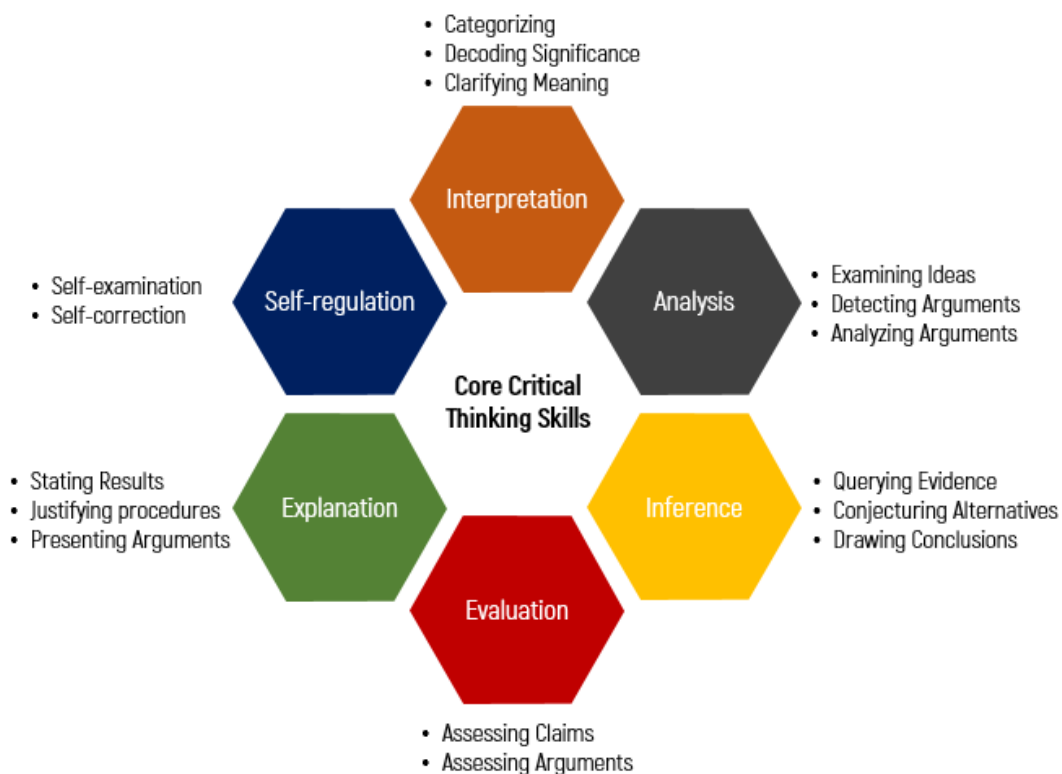 • Categorizing
• Decoding Significance
• Clarifying Meaning
Interpretation
• Self-examination
• Self-correction
Self-regulation
Analysis
• Examining Ideas
• Detecting Arguments
• Analyzing Arguments
Core Critical
Thinking Skills
• Stating Results
• Justifying procedures
• Presenting Arguments
Explanation
Inference
• Querying Evidence
• Conjecturing Alternatives
• Drawing Conclusions
Evaluation
• Assessing Claims
• Assessing Arguments